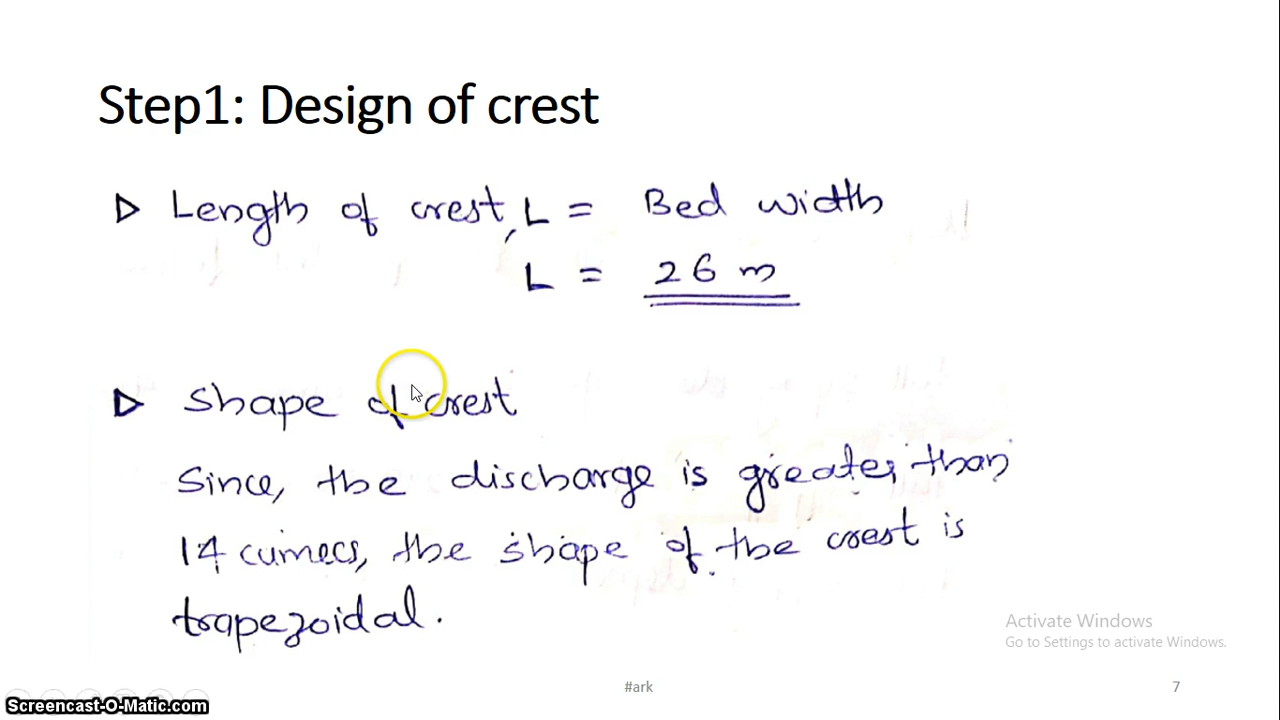 Step1: Design of crest
▷ Length of crest, L = Bed width
L = 26 m
▷ Shape of crest
Since, the discharge is greater than
14 cumecs, the shape of the crest is
trapezoidal.
Activate Windows
Go to Settings to activate Windows.
#ark
7
Screencast-O-Matic.com